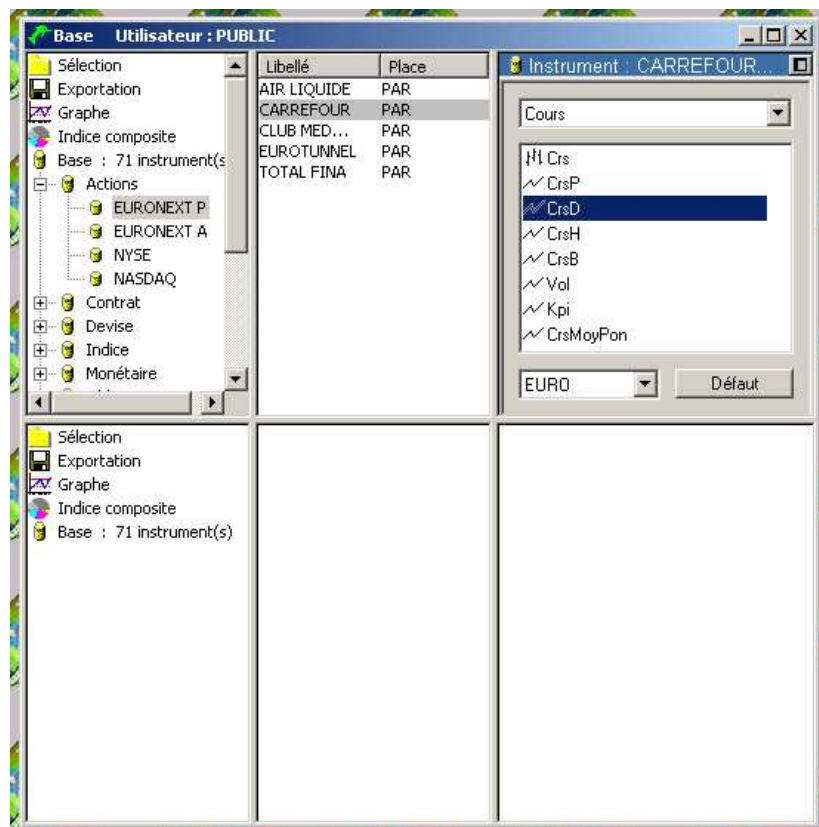 Base Utilisateur : PUBLIC
Sélection
Exportation
Graphe
Indice composite
Base : 71 instrument(s
Actions
EURONEXT P
EURONEXT A
NYSE
NASDAQ
Contrat
Devise
Indice
Monétaire
Libellé Place
AIR LIQUIDE PAR
CARREFOUR PAR
CLUB MED... PAR
EUROTUNNEL PAR
TOTAL FINA PAR
Instrument : CARREFOUR...
Cours
Crs
CrsP
CrsD
CrsH
CrsB
Vol
Kpi
CrsMoyPon
EURO Défaut
Sélection
Exportation
Graphe
Indice composite
Base : 71 instrument(s)